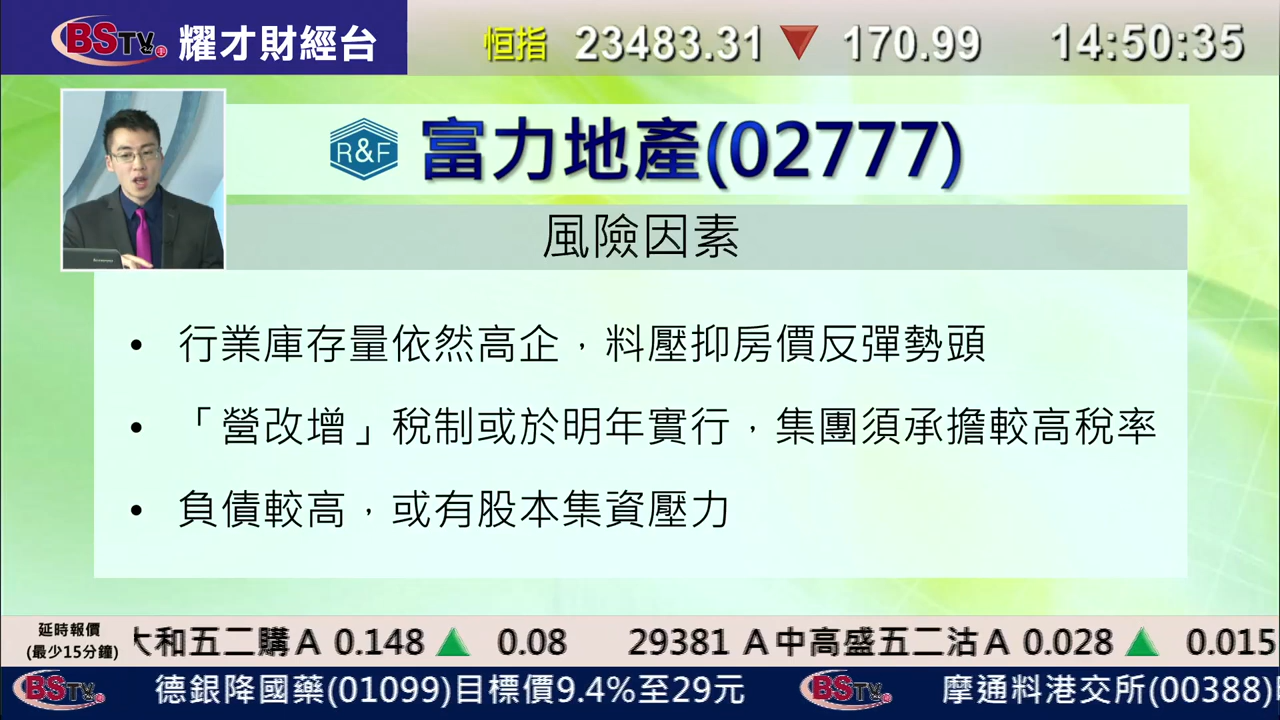 BSTV 耀才財經台
恒指 23483.31 ▼ 170.99 14:50:35
R&F 富力地產(02777)
風險因素
• 行業庫存量依然高企，料壓抑房價反彈勢頭
• 「營改增」稅制或於明年實行，集團須承擔較高稅率
• 負債較高，或有股本集資壓力
延時報價
(最少15分鐘)
大和五二購A 0.148 ▲ 0.08 29381 A中高盛五二沽A 0.028 ▲ 0.015
BSTV 德銀降國藥(01099)目標價9.4%至29元 BSTV 摩通料港交所(00388)